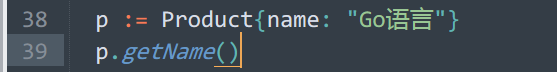 38 p := Product{name: "Go语言"}
39 p.getName()